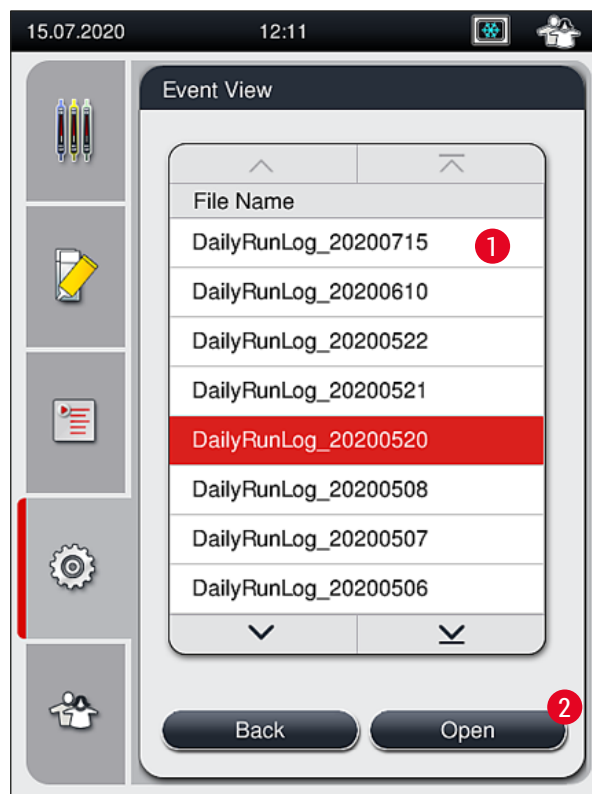 15.07.2020 12:11
Event View
File Name
DailyRunLog_20200715 1
DailyRunLog_20200610
DailyRunLog_20200522
DailyRunLog_20200521
DailyRunLog_20200520
DailyRunLog_20200508
DailyRunLog_20200507
DailyRunLog_20200506
2
Back Open